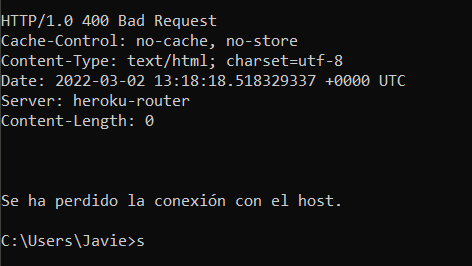 HTTP/1.0 400 Bad Request
Cache-Control: no-cache, no-store
Content-Type: text/html; charset=utf-8
Date: 2022-03-02 13:18:18.518329337 +0000 UTC
Server: heroku-router
Content-Length: 0
Se ha perdido la conexión con el host.
C:\Users\Javie>s